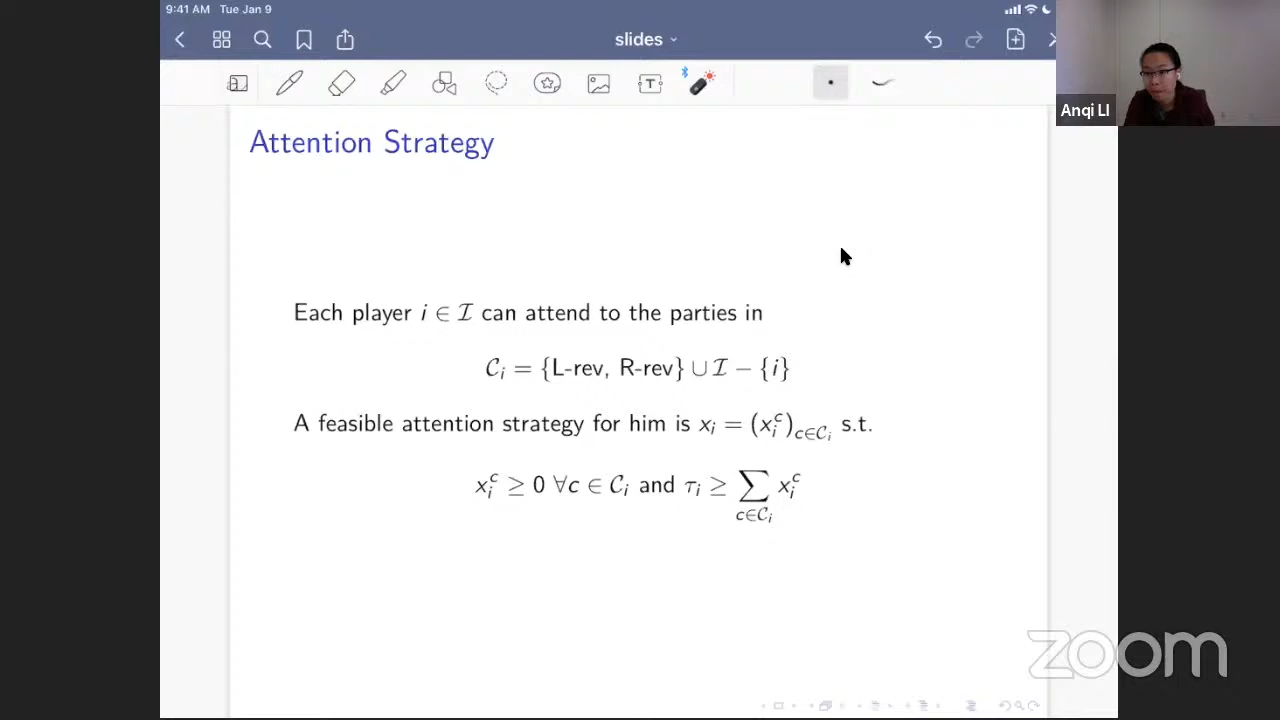 9:41 AM Tue Jan 9
slides
T
Anqi LI
Attention Strategy
Each player i ∈ ℐ can attend to the parties in
𝒞ᵢ = {L-rev, R-rev} ∪ ℐ − {i}
A feasible attention strategy for him is xᵢ = (xᵢᶜ)_{c∈𝒞ᵢ} s.t.
xᵢᶜ ≥ 0 ∀c ∈ 𝒞ᵢ and τᵢ ≥ ∑_{c∈𝒞ᵢ} xᵢᶜ
zoom